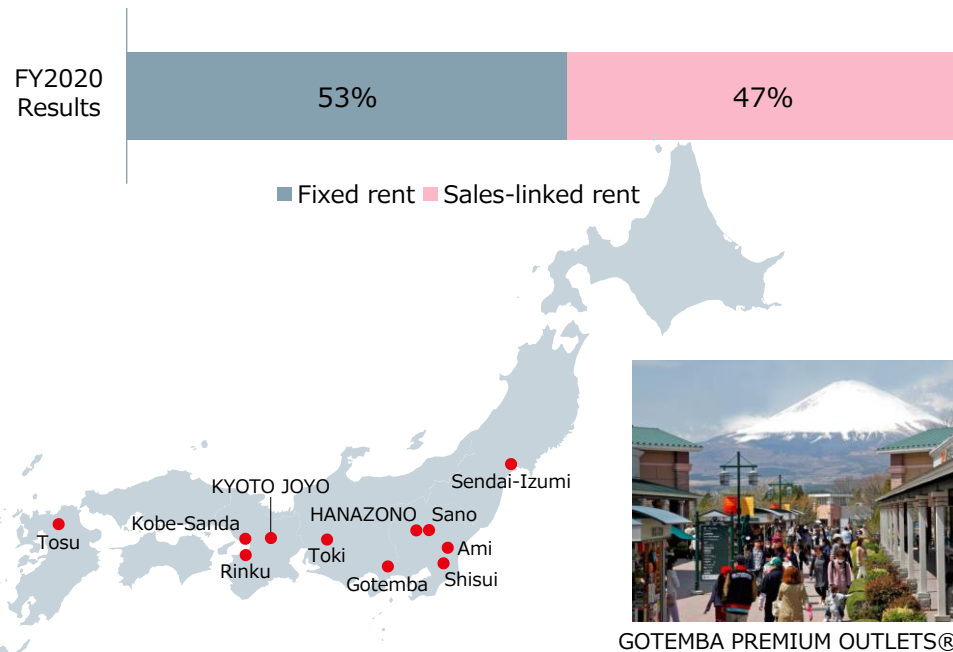 FY2020
Results
53%
47%
Fixed rent
Sales-linked rent
Sendai-Izumi
KYOTO JOYO
Kobe-Sanda
HANAZONO
Sano
Tosu
Toki
Ami
Rinku
Gotemba
Shisui
GOTEMBA PREMIUM OUTLETS®